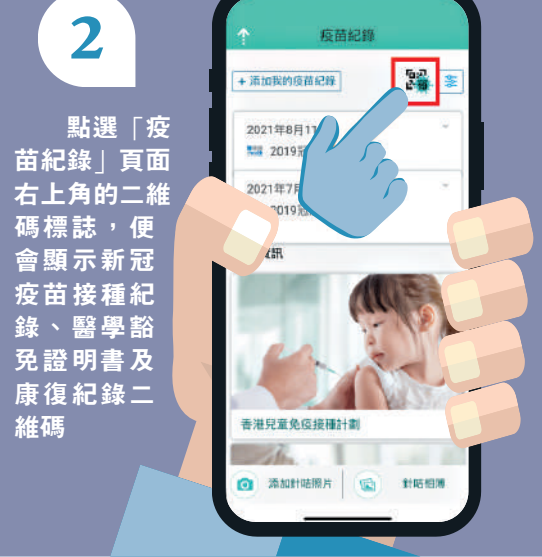 2
點選「疫
苗紀錄」頁面
右上角的二維
碼標誌，便
會顯示新冠
疫苗接種紀
錄、醫學豁
免證明書及
康復紀錄二
維碼
疫苗紀錄
+ 添加我的疫苗紀錄
2021年8月1
2019冠
2021年7月
2019冠
資訊
香港兒童免疫接種計劃
添加針咭照片
針咭相簿